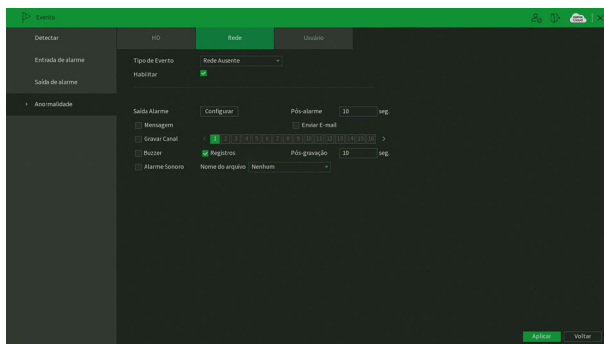 Evento
Detectar
HD Rede Usuário
Entrada de alarme
Tipo de Evento Rede Ausente
Habilitar
Saída de alarme
Anormalidade
Saída Alarme Configurar Pós-alarme 10 seg.
Mensagem Enviar E-mail
Gravar Canal < 1 2 3 4 5 6 7 8 9 10 11 12 13 14 15 16 >
Buzzer Registros Pós-gravação 10 seg.
Alarme Sonoro Nome do arquivo Nenhum
Aplicar Voltar